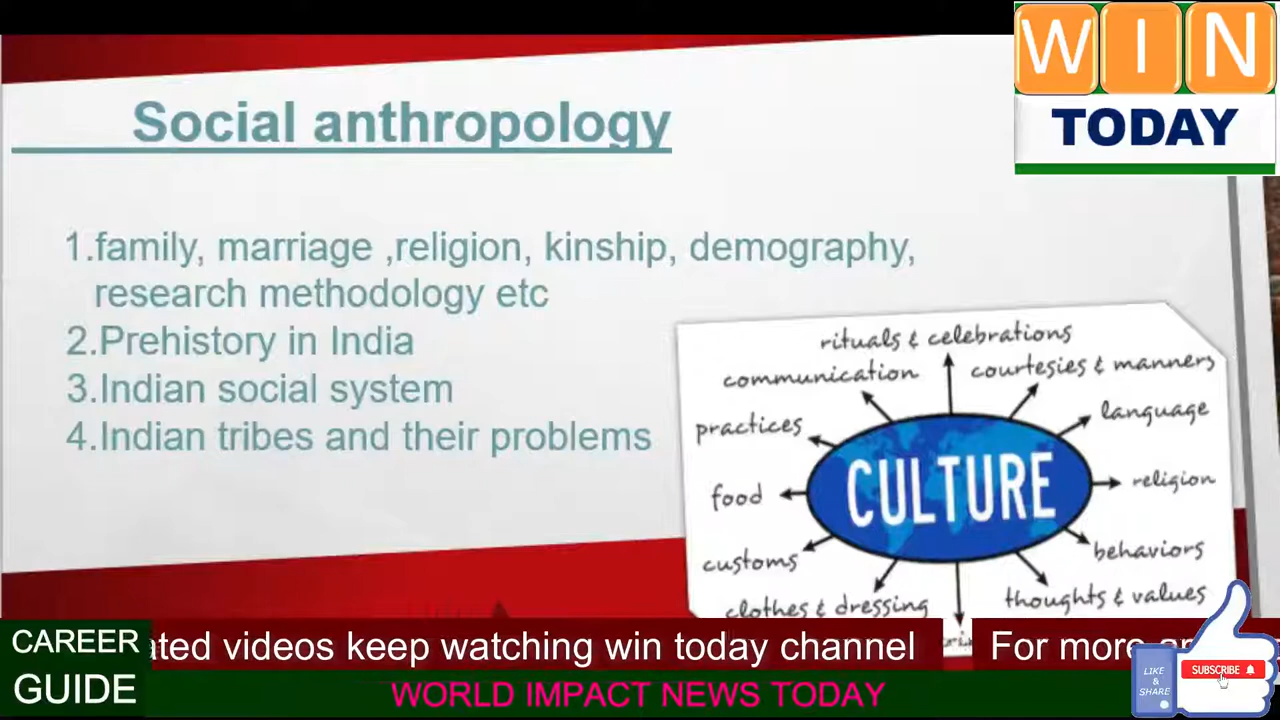 WIN
TODAY
Social anthropology
1.family, marriage ,religion, kinship, demography,
research methodology etc
2.Prehistory in India
3.Indian social system
4.Indian tribes and their problems
rituals & celebrations
communication
courtesies & manners
practices
language
CULTURE
food
religion
customs
behaviors
clothes & dressing
thoughts & values
CAREER
GUIDE
videos keep watching win today channel
For more
WORLD IMPACT NEWS TODAY
LIKE
&
SHARE
SUBSCRIBE